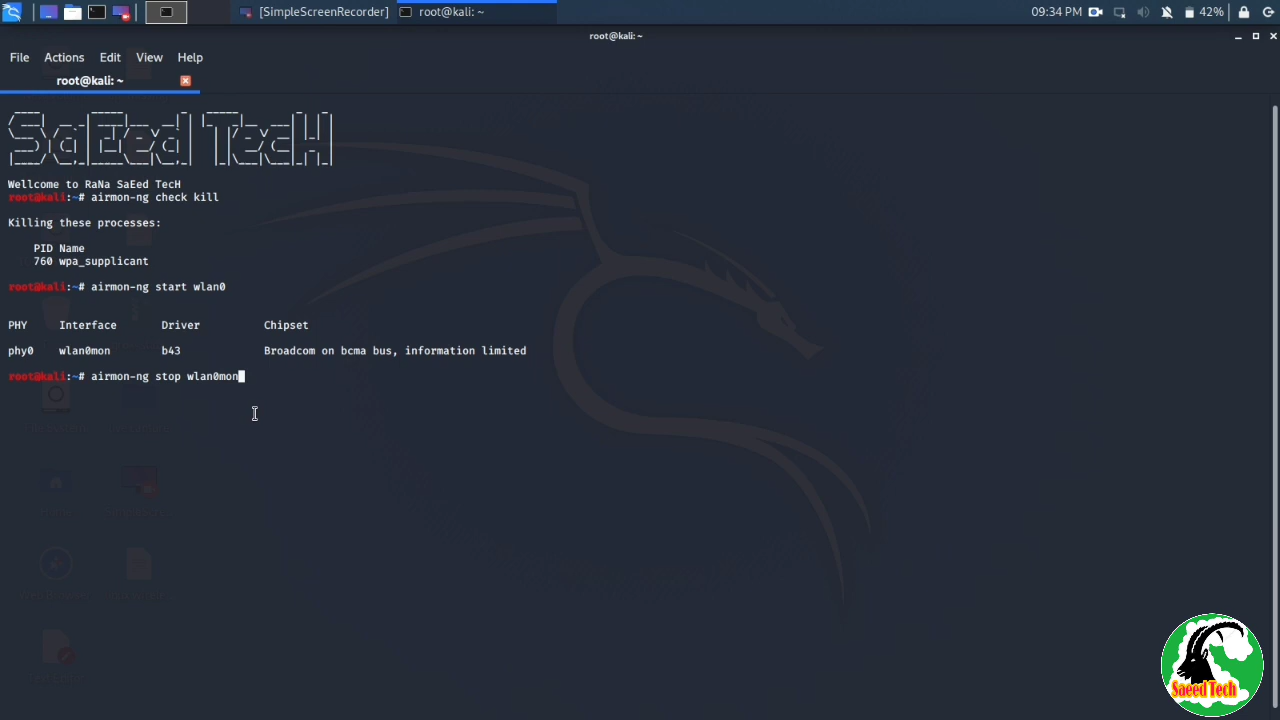 [SimpleScreenRecorder]
root@kali: ~
09:34 PM
42%
root@kali: ~
File Actions Edit View Help
root@kali: ~
SaEed TecH
Wellcome to RaNa SaEed TecH
root@kali:~# airmon-ng check kill
Killing these processes:
PID Name
760 wpa_supplicant
root@kali:~# airmon-ng start wlan0
PHY Interface Driver Chipset
phy0 wlan0mon b43 Broadcom on bcma bus, information limited
root@kali:~# airmon-ng stop wlan0mon
Saeed Tech